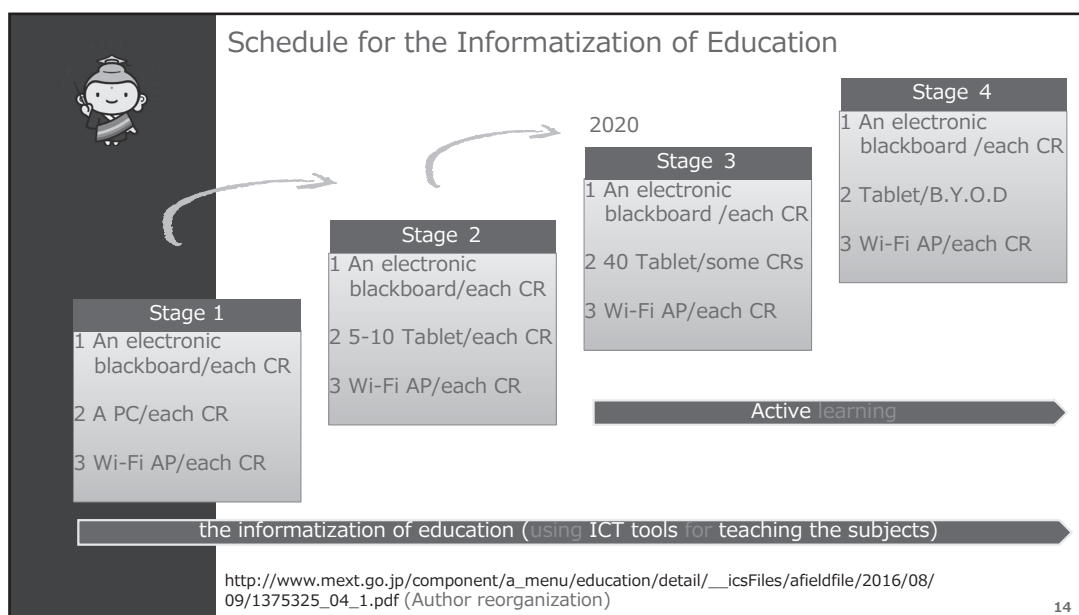 Schedule for the Informatization of Education
Stage 1
1 An electronic
blackboard/each CR
2 A PC/each CR
3 Wi-Fi AP/each CR
Stage 2
1 An electronic
blackboard/each CR
2 5-10 Tablet/each CR
3 Wi-Fi AP/each CR
2020
Stage 3
1 An electronic
blackboard /each CR
2 40 Tablet/some CRs
3 Wi-Fi AP/each CR
Stage 4
1 An electronic
blackboard /each CR
2 Tablet/B.Y.O.D
3 Wi-Fi AP/each CR
Active learning
the informatization of education (using ICT tools for teaching the subjects)
http://www.mext.go.jp/component/a_menu/education/detail/__icsFiles/afieldfile/2016/08/
09/1375325_04_1.pdf (Author reorganization)
14